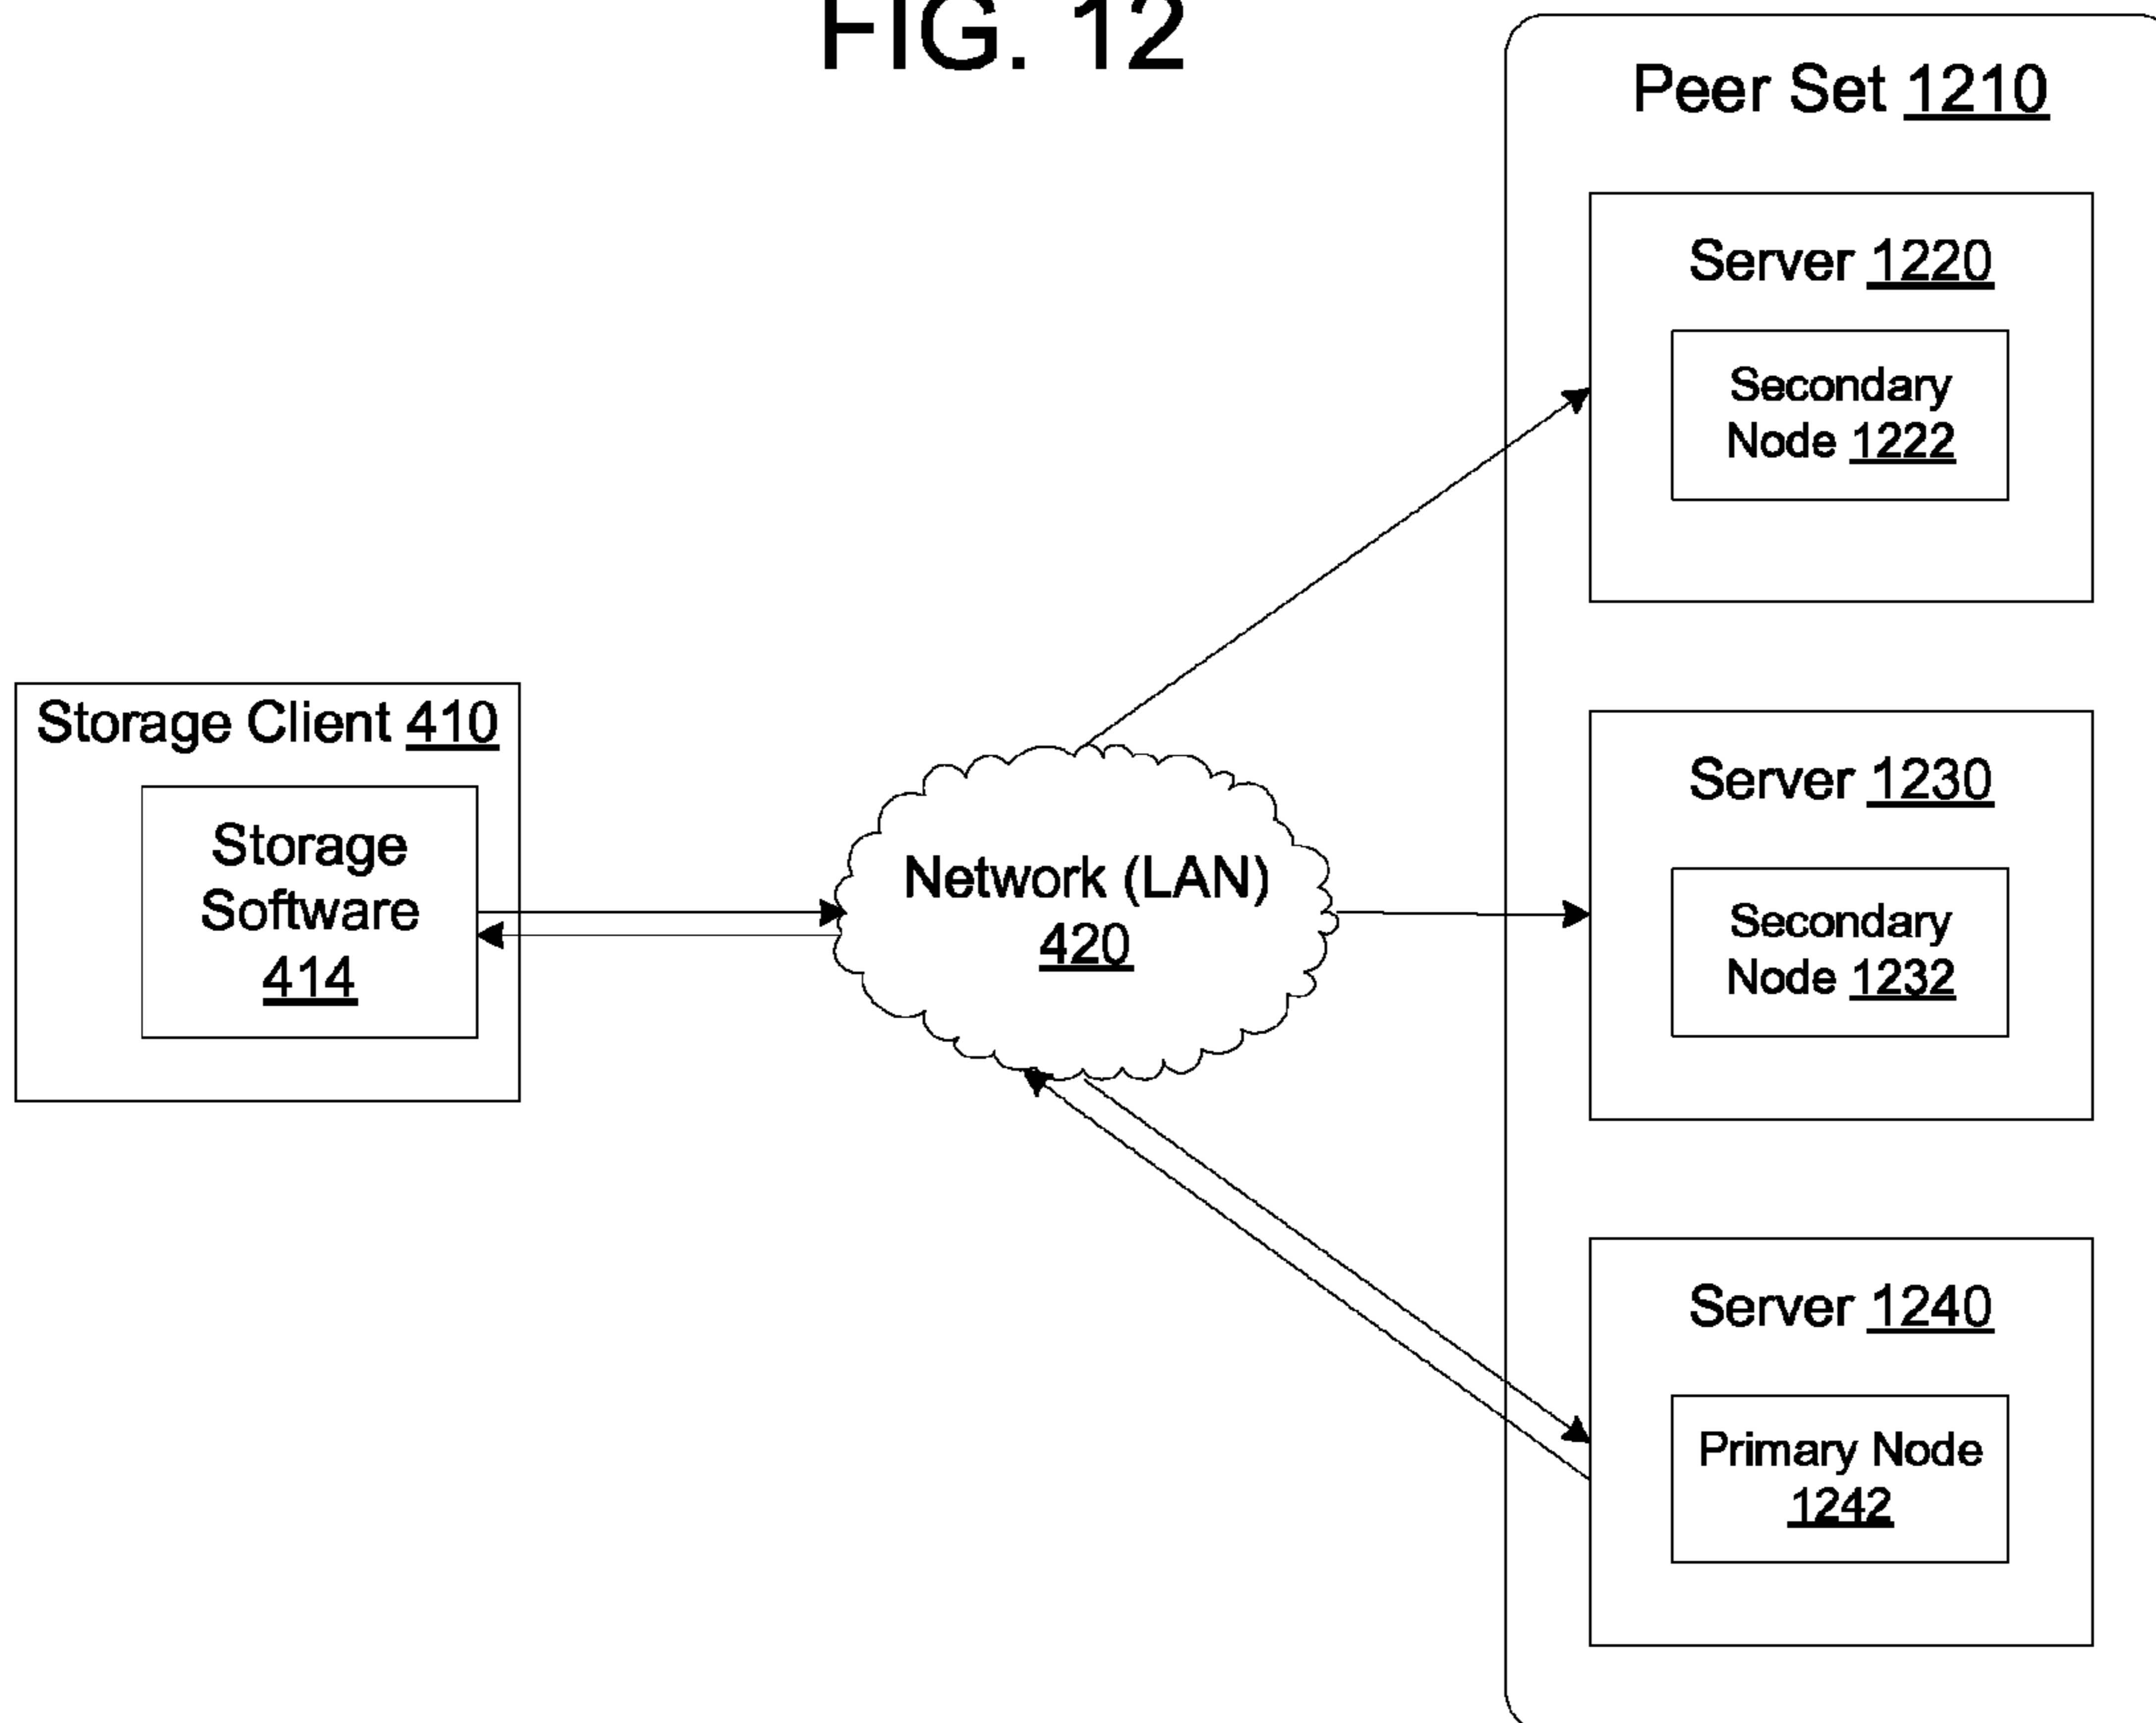 FIG. 12
Peer Set 1210
Server 1220
Secondary
Node 1222
Storage Client 410
Storage
Software
414
Network (LAN)
420
Server 1230
Secondary
Node 1232
Server 1240
Primary Node
1242